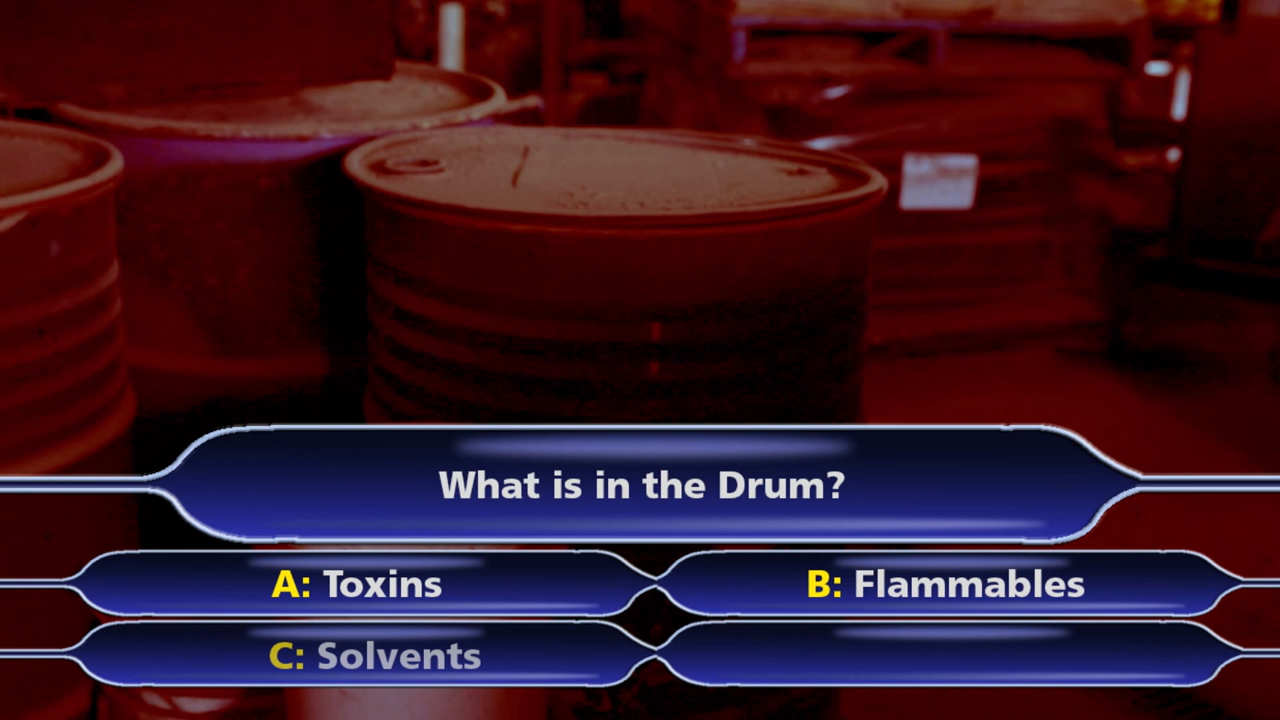 What is in the Drum?
A: Toxins
B: Flammables
C: Solvents